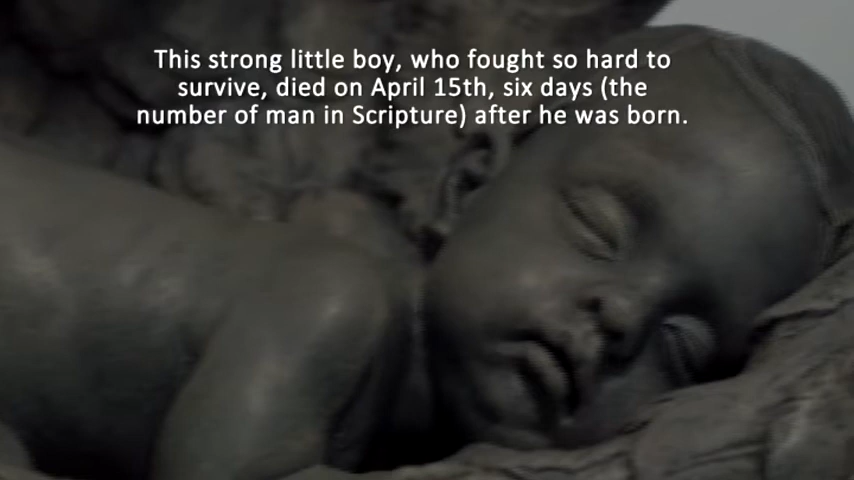 This strong little boy, who fought so hard to
survive, died on April 15th, six days (the
number of man in Scripture) after he was born.